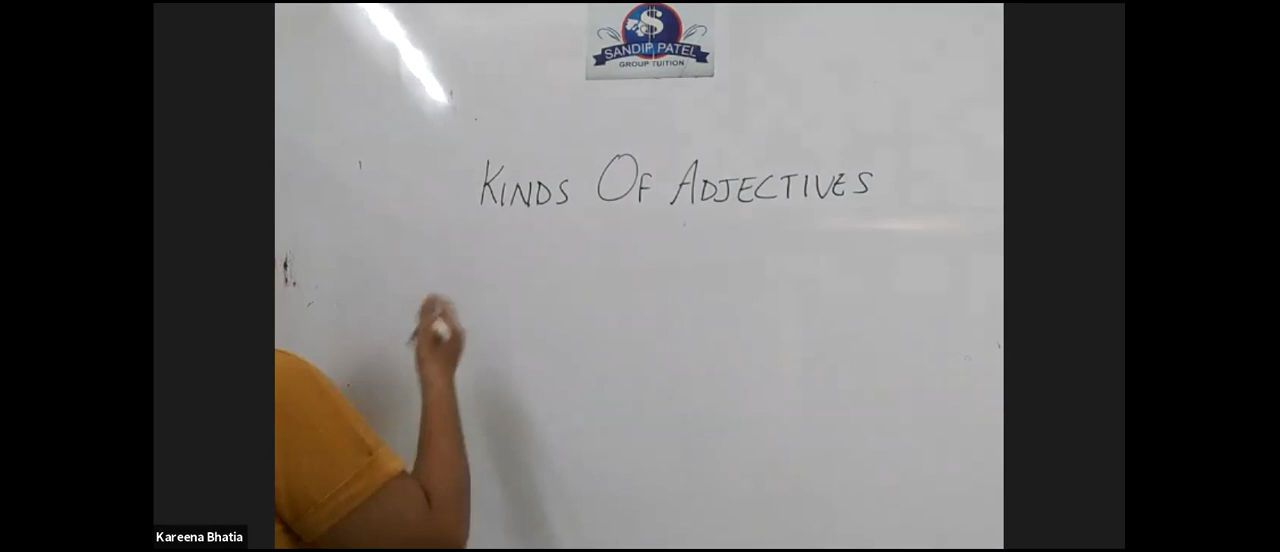 $
SANDIP PATEL
GROUP TUITION
KINDS OF ADJECTIVES
Kareena Bhatia